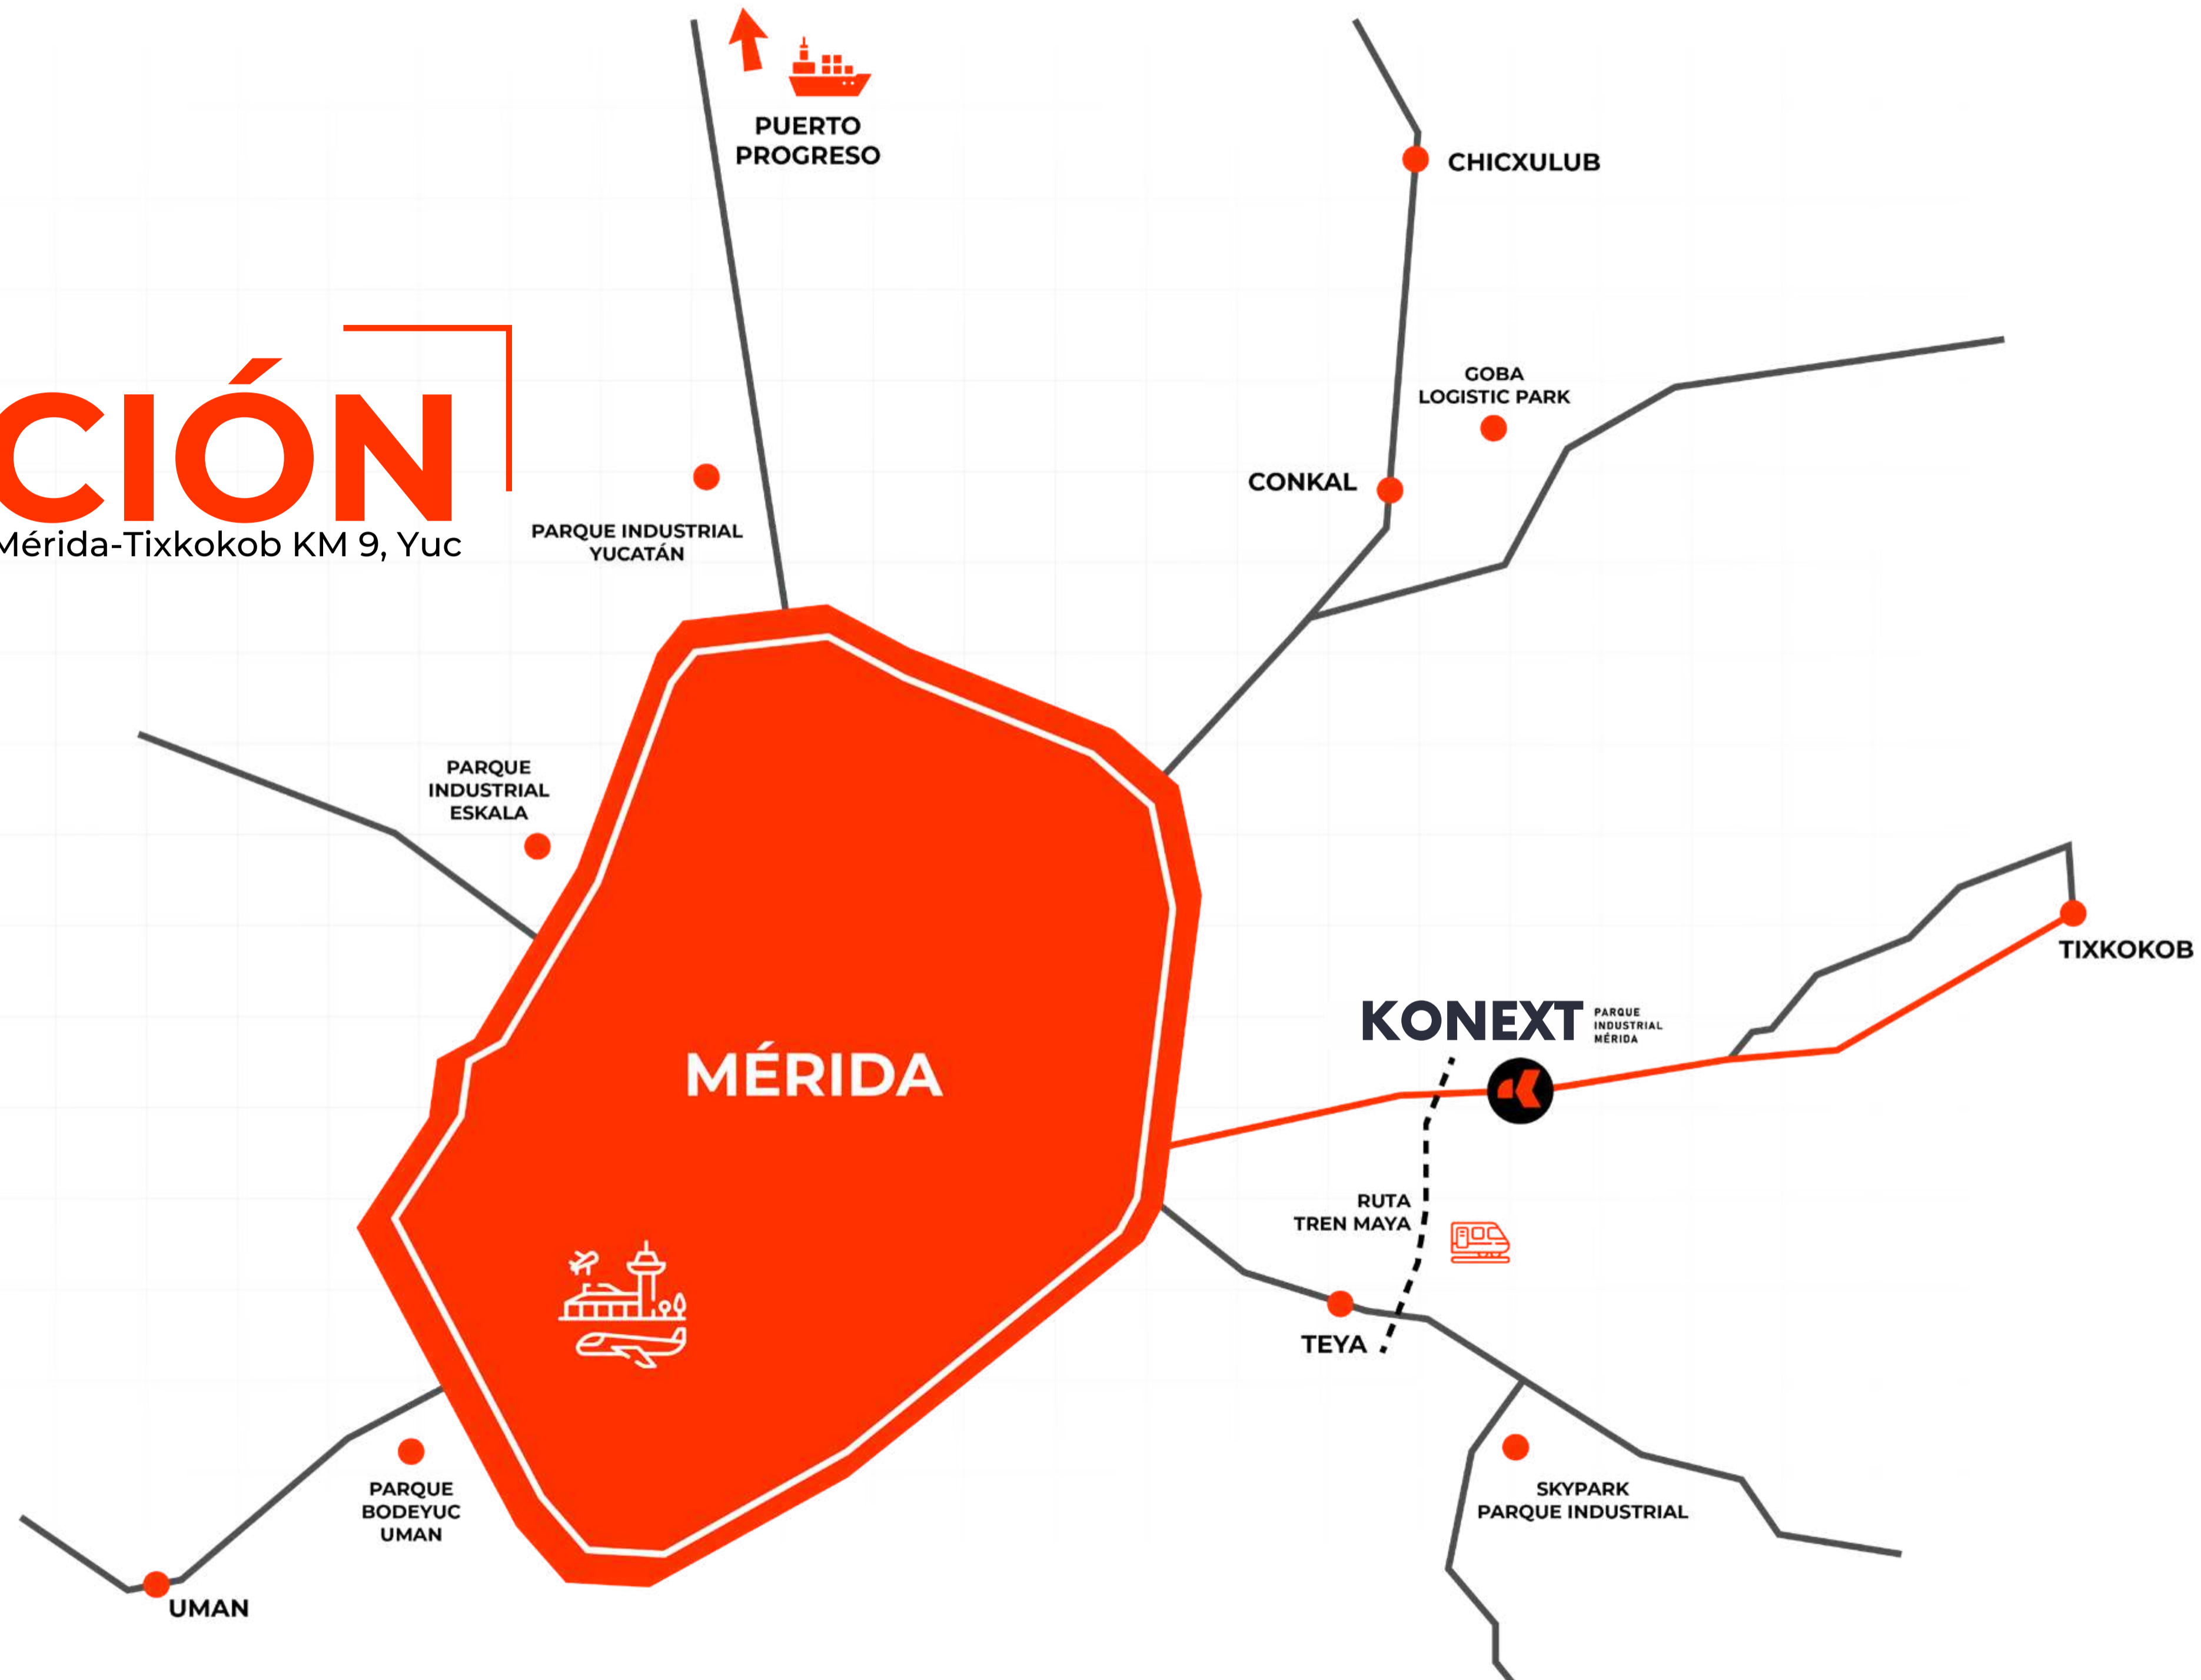 PUERTO
PROGRESO
CHICXULUB
GOBA
LOGISTIC PARK
CONKAL
CIÓN
Mérida-Tixkokob KM 9, Yuc
PARQUE INDUSTRIAL
YUCATÁN
PARQUE
INDUSTRIAL
ESKALA
TIXKOKOB
KONEXT
PARQUE
INDUSTRIAL
MÉRIDA
MÉRIDA
RUTA
TREN MAYA
TEYA
SKYPARK
PARQUE INDUSTRIAL
PARQUE
BODEYUC
UMAN
UMAN